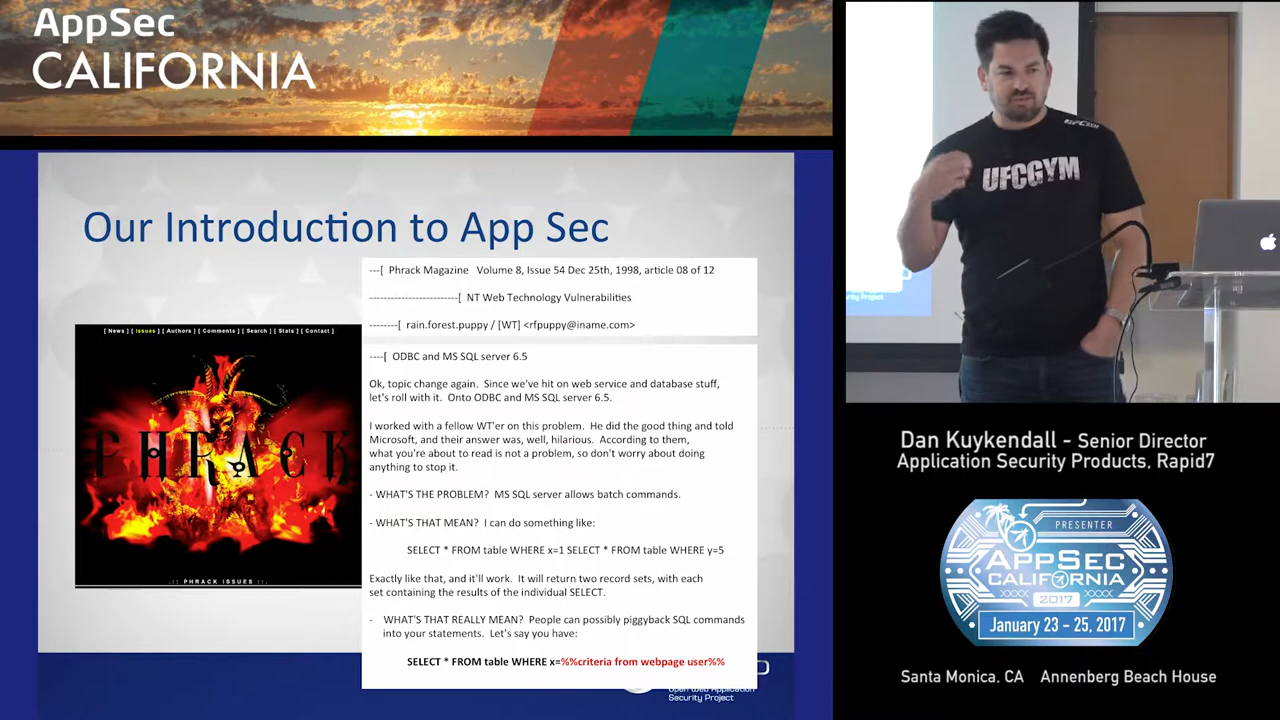 AppSec
CALIFORNIA
Our Introduction to App Sec
---[ Phrack Magazine Volume 8, Issue 54 Dec 25th, 1998, article 08 of 12
-------------------------[ NT Web Technology Vulnerabilities
--------[ rain.forest.puppy / [WT] <rfpuppy@iname.com>
[ News ] [ Issues ] [ Authors ] [ Comments ] [ Search ] [ Stats ] [ Contact ]
PHRACK
.:: PHRACK ISSUES ::.
----[ ODBC and MS SQL server 6.5
Ok, topic change again. Since we've hit on web service and database stuff,
let's roll with it. Onto ODBC and MS SQL server 6.5.
I worked with a fellow WT'er on this problem. He did the good thing and told
Microsoft, and their answer was, well, hilarious. According to them,
what you're about to read is not a problem, so don't worry about doing
anything to stop it.
- WHAT'S THE PROBLEM? MS SQL server allows batch commands.
- WHAT'S THAT MEAN? I can do something like:
SELECT * FROM table WHERE x=1 SELECT * FROM table WHERE y=5
Exactly like that, and it'll work. It will return two record sets, with each
set containing the results of the individual SELECT.
- WHAT'S THAT REALLY MEAN? People can possibly piggyback SQL commands
into your statements. Let's say you have:
SELECT * FROM table WHERE x=%%criteria from webpage user%%
Open Web Application
Security Project
UFCGYM
Dan Kuykendall - Senior Director
Application Security Products, Rapid7
PRESENTER
APPSEC
CALIFORNIA
2017
January 23 - 25, 2017
Santa Monica, CA Annenberg Beach House